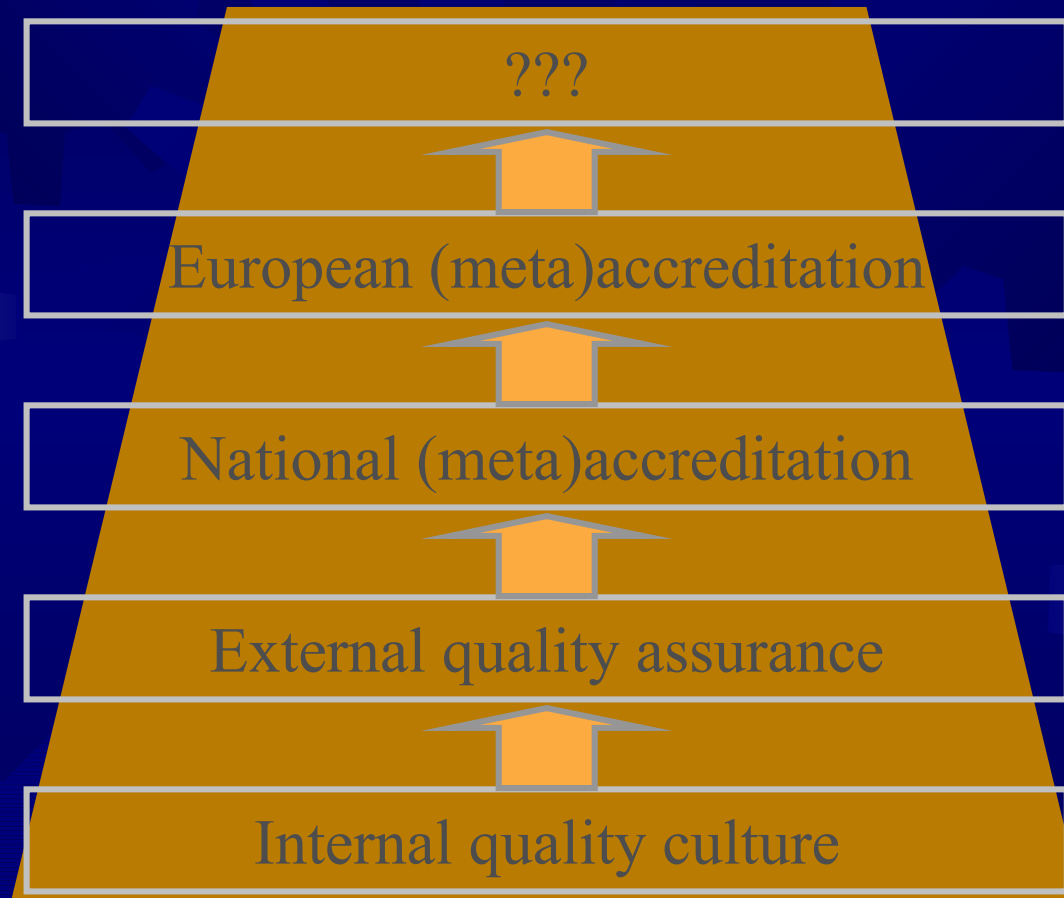 ???
European (meta)accreditation
National (meta)accreditation
External quality assurance
Internal quality culture